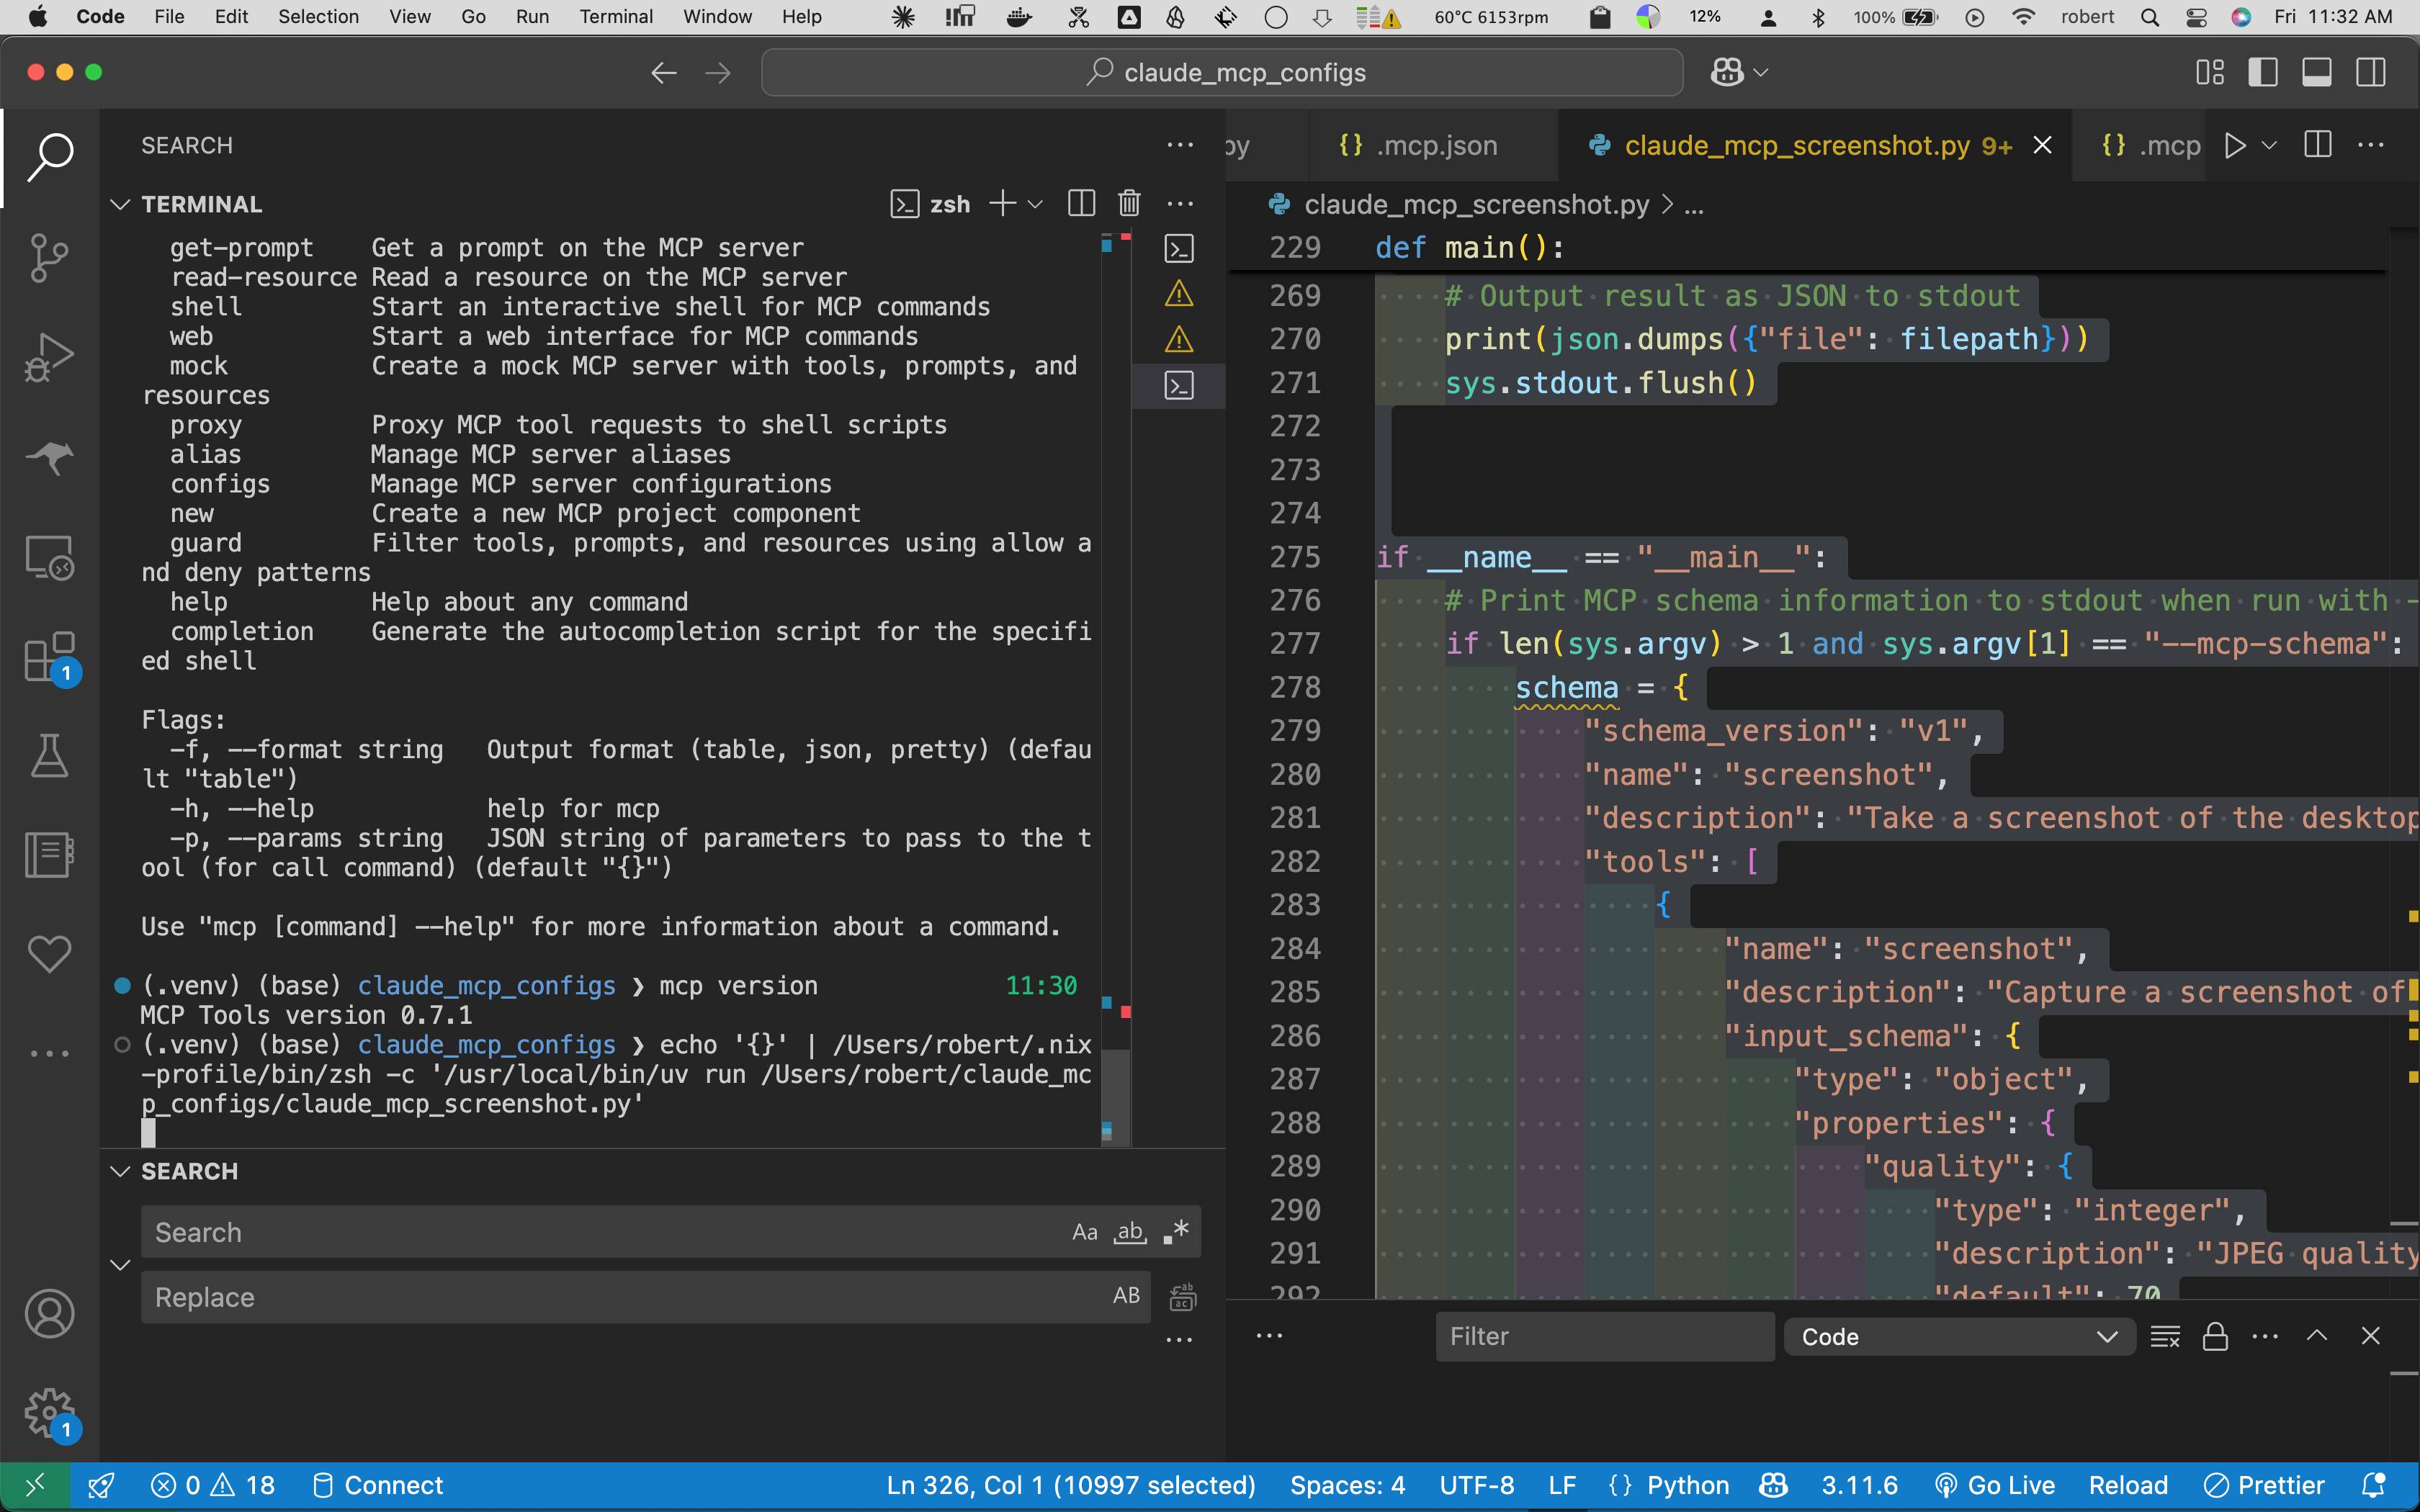 Code File Edit Selection View Go Run Terminal Window Help 60°C 6153rpm 12% 100% robert Fri 11:32 AM
claude_mcp_configs
SEARCH
TERMINAL
zsh
get-prompt Get a prompt on the MCP server
read-resource Read a resource on the MCP server
shell Start an interactive shell for MCP commands
web Start a web interface for MCP commands
mock Create a mock MCP server with tools, prompts, and
resources
proxy Proxy MCP tool requests to shell scripts
alias Manage MCP server aliases
configs Manage MCP server configurations
new Create a new MCP project component
guard Filter tools, prompts, and resources using allow a
nd deny patterns
help Help about any command
completion Generate the autocompletion script for the specifi
ed shell
Flags:
-f, --format string Output format (table, json, pretty) (defau
lt "table")
-h, --help help for mcp
-p, --params string JSON string of parameters to pass to the t
ool (for call command) (default "{}")
Use "mcp [command] --help" for more information about a command.
(.venv) (base) claude_mcp_configs ❯ mcp version 11:30
MCP Tools version 0.7.1
(.venv) (base) claude_mcp_configs ❯ echo '{}' | /Users/robert/.nix
-profile/bin/zsh -c '/usr/local/bin/uv run /Users/robert/claude_mc
p_configs/claude_mcp_screenshot.py'
SEARCH
Search Aa ab .*
Replace AB
1
1
py {} .mcp.json claude_mcp_screenshot.py 9+ {} .mcp
claude_mcp_screenshot.py > ...
229 def main():
269 # Output result as JSON to stdout
270 print(json.dumps({"file": filepath}))
271 sys.stdout.flush()
272
273
274
275 if __name__ == "__main__":
276 # Print MCP schema information to stdout when run with -
277 if len(sys.argv) > 1 and sys.argv[1] == "--mcp-schema":
278 schema = {
279 "schema_version": "v1",
280 "name": "screenshot",
281 "description": "Take a screenshot of the desktop
282 "tools": [
283 {
284 "name": "screenshot",
285 "description": "Capture a screenshot of
286 "input_schema": {
287 "type": "object",
288 "properties": {
289 "quality": {
290 "type": "integer",
291 "description": "JPEG quality
292 "default": 70
Filter Code
0 18 Connect Ln 326, Col 1 (10997 selected) Spaces: 4 UTF-8 LF {} Python 3.11.6 Go Live Reload Prettier